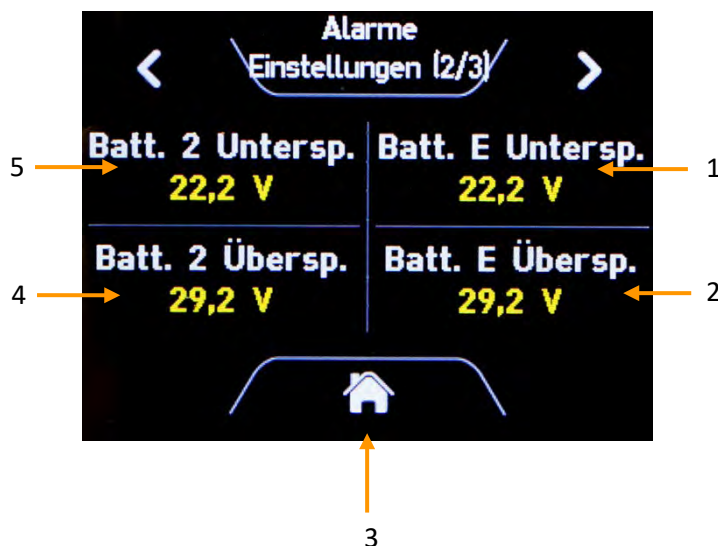 Alarme
Einstellungen (2/3)
Batt. 2 Untersp. Batt. E Untersp.
5 22,2 V 22,2 V 1
Batt. 2 Übersp. Batt. E Übersp.
4 29,2 V 29,2 V 2
3